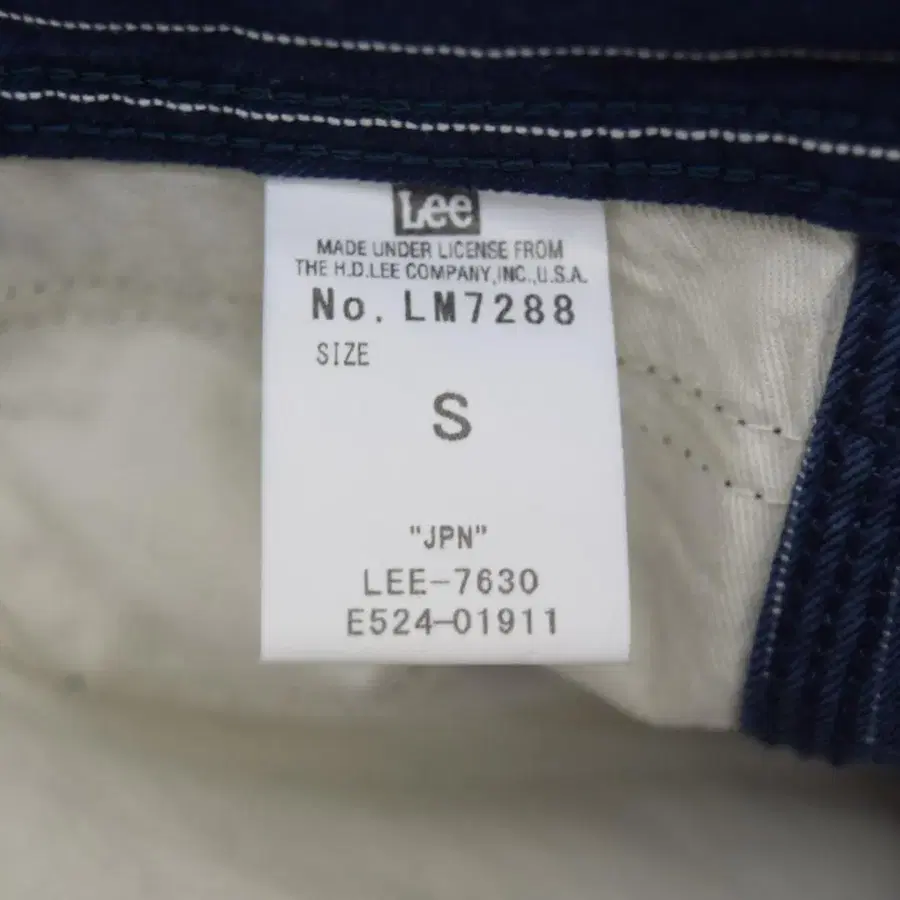 Lee
MADE UNDER LICENSE FROM
THE H.D.LEE COMPANY,INC.,U.S.A.
No. LM7288
SIZE
S
"JPN"
LEE-7630
E524-01911